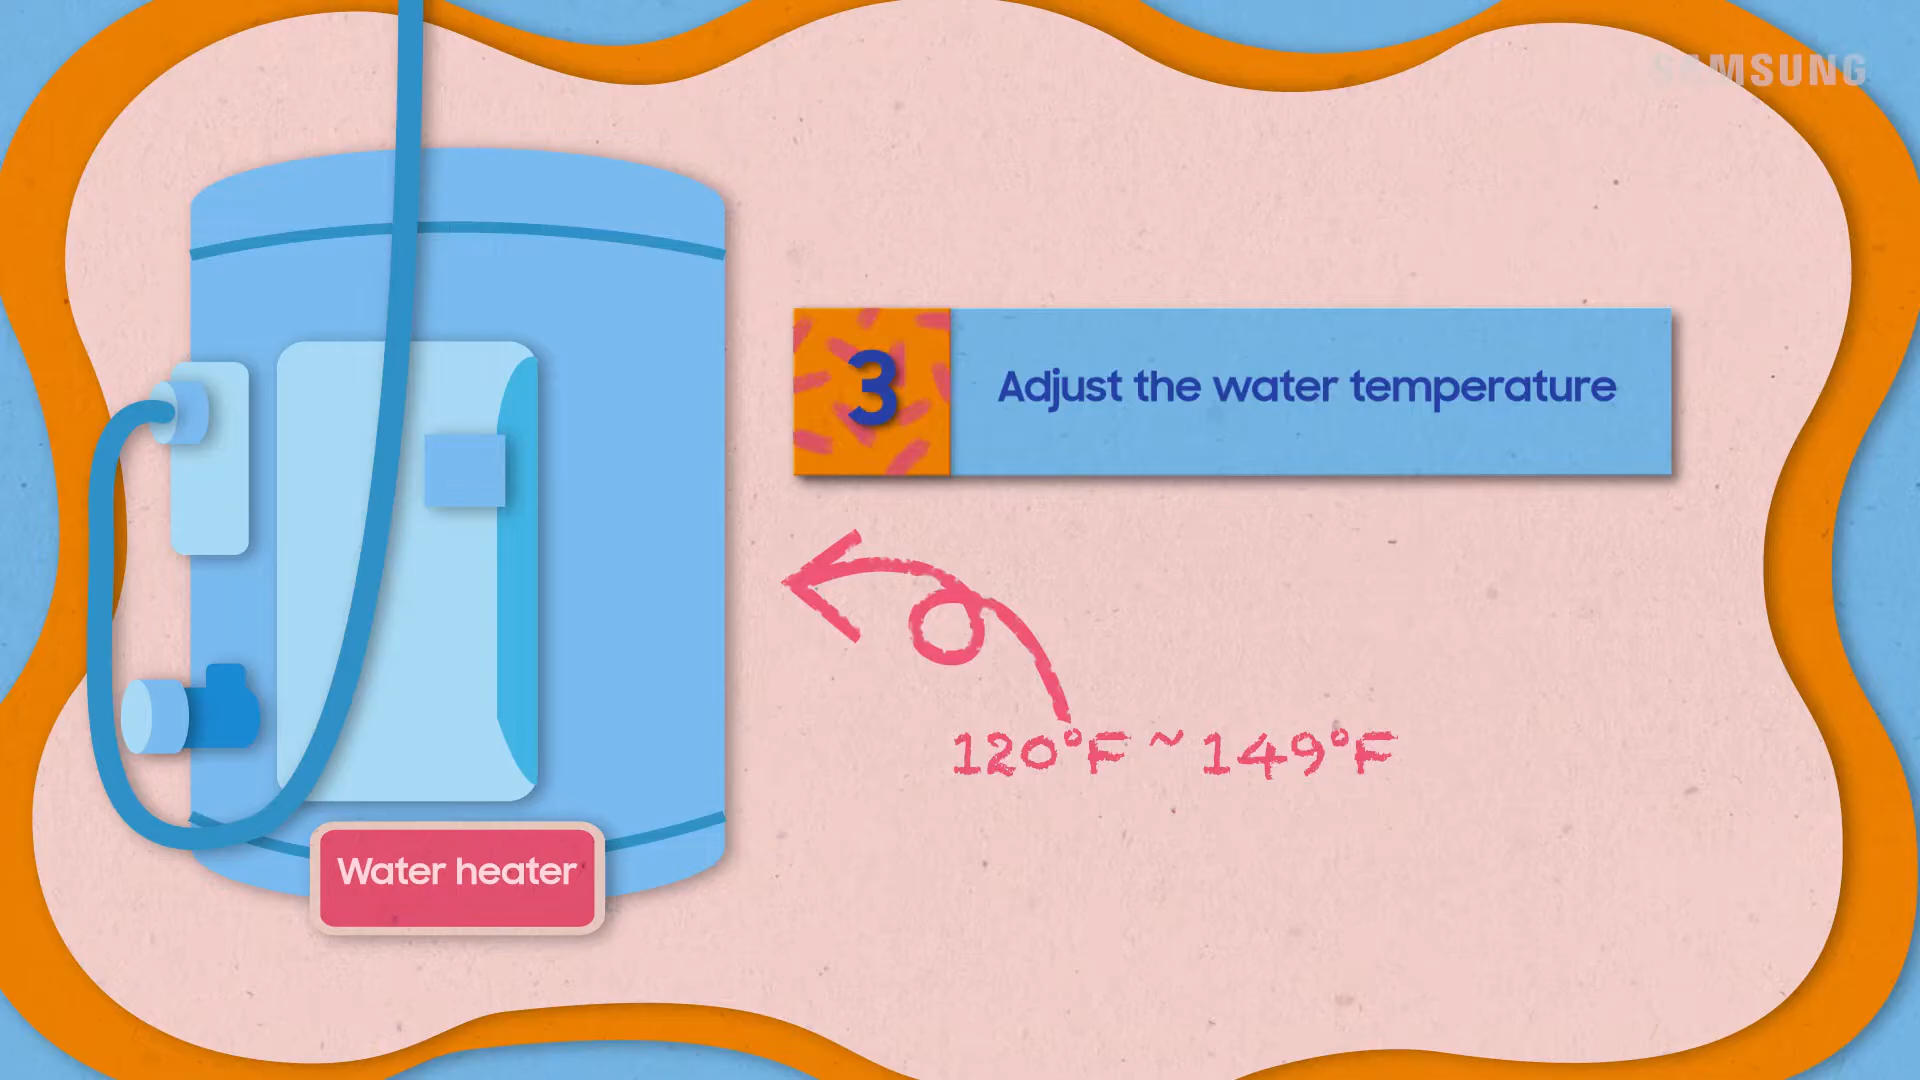 SAMSUNG
3
Adjust the water temperature
120°F ~ 149°F
Water heater